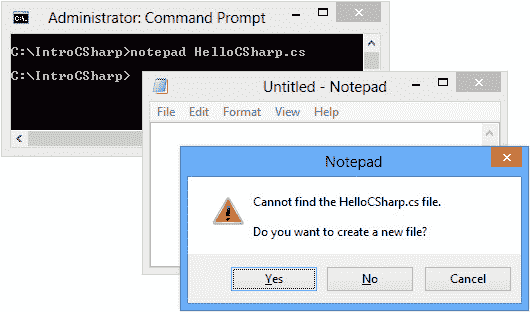 Administrator: Command Prompt
C:\IntroCSharp>notepad HelloCSharp.cs
C:\IntroCSharp>
Untitled - Notepad
File Edit Format View Help
Notepad
Cannot find the HelloCSharp.cs file.
Do you want to create a new file?
Yes No Cancel